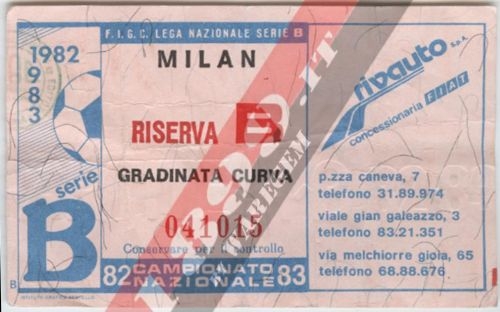 F.I.G.C. LEGA NAZIONALE SERIE B
1982
983
MILAN
RISERVA B
GRADINATA CURVA
041015
Conservare per il controllo
serie
B
82 CAMPIONATO NAZIONALE 83
rivauto S.P.A.
concessionaria FIAT
p.zza caneva, 7
telefono 31.89.974
viale gian galeazzo, 3
telefono 83.21.351
via melchiorre gioia, 65
telefono 68.88.676